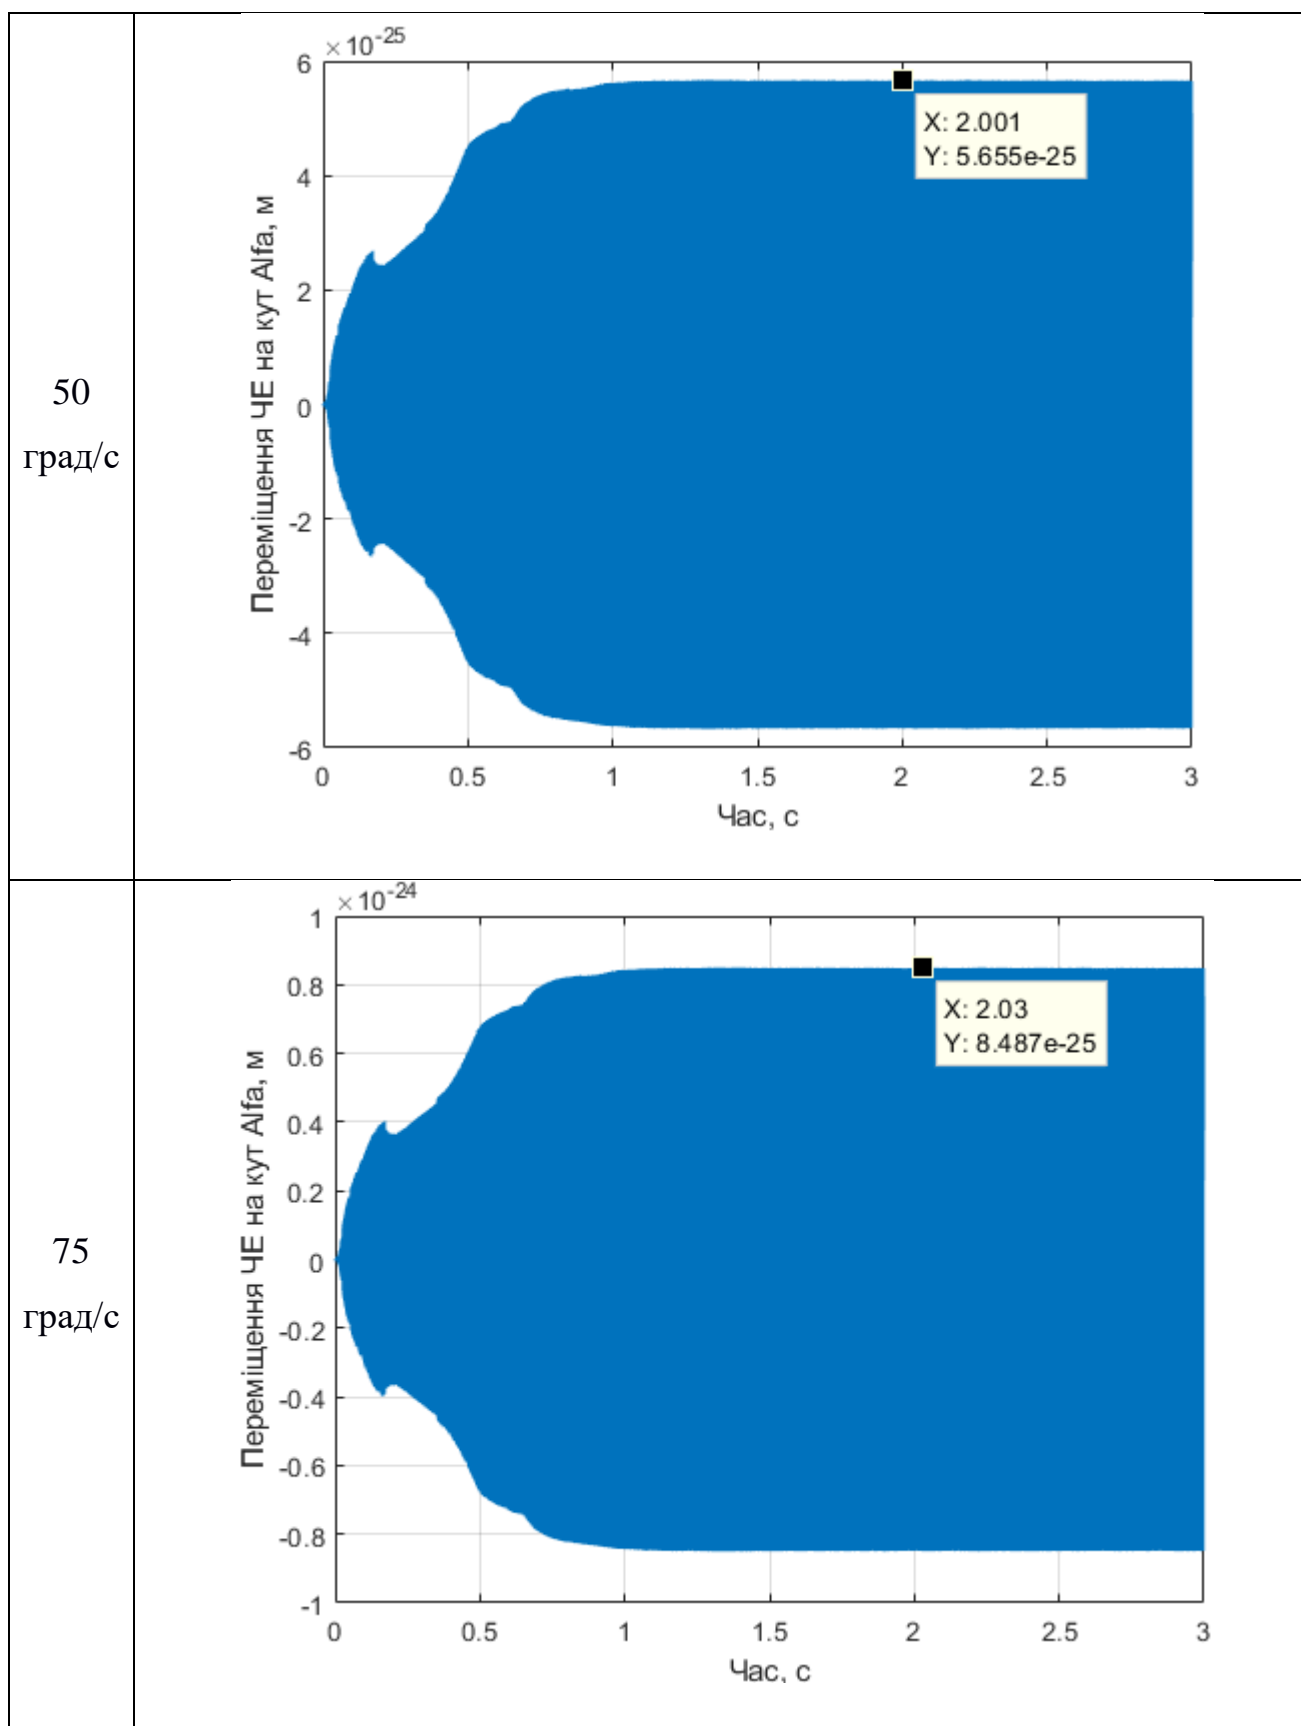 50
град/с
×10-25
6
4
2
0
-2
-4
-6
0 0.5 1 1.5 2 2.5 3
Переміщення ЧЕ на кут Alfa, м
Час, с
X: 2.001
Y: 5.655e-25
75
град/с
×10-24
1
0.8
0.6
0.4
0.2
0
-0.2
-0.4
-0.6
-0.8
-1
0 0.5 1 1.5 2 2.5 3
Переміщення ЧЕ на кут Alfa, м
Час, с
X: 2.03
Y: 8.487e-25